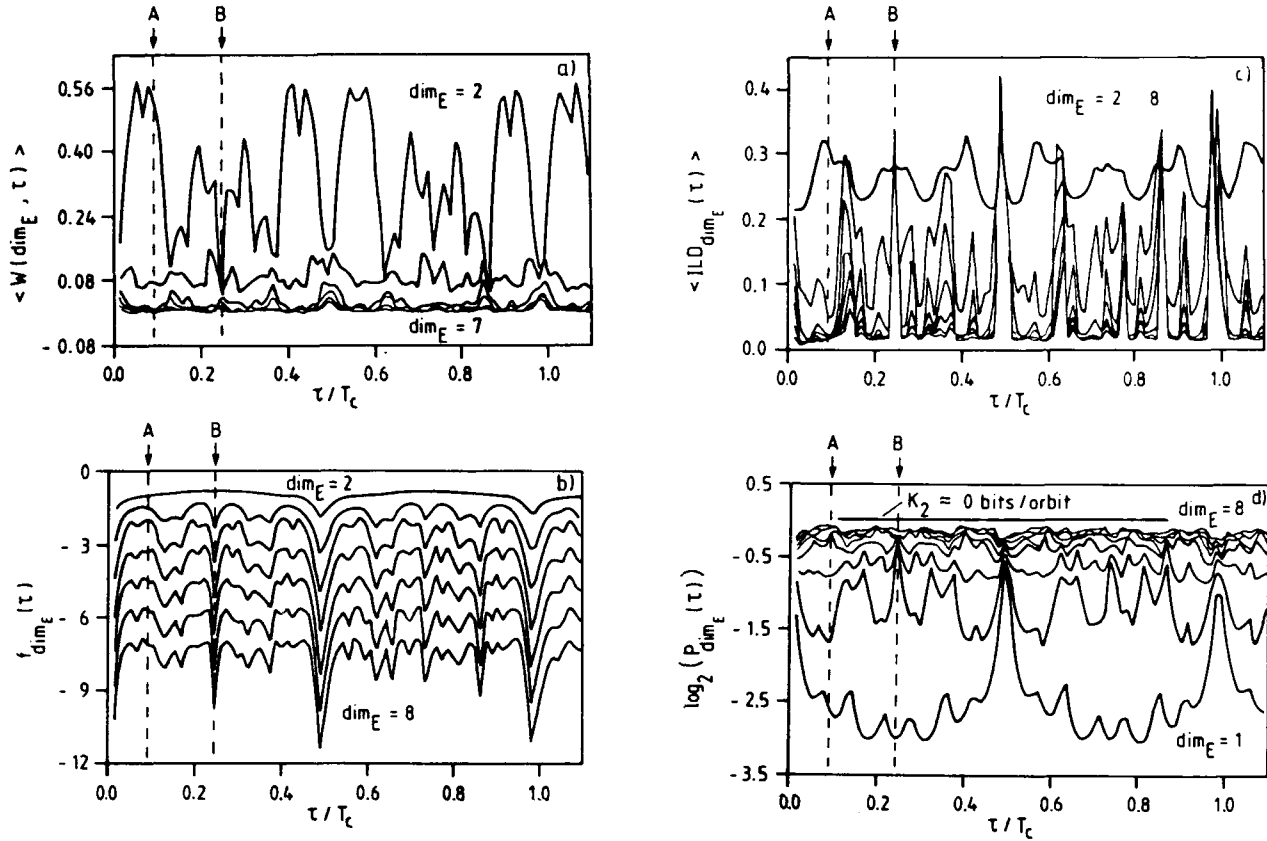 A B
a)
dim_E = 2
0.56
0.40
0.24
0.08
- 0.08
< W(dim_E , τ) >
dim_E = 7
0.0 0.2 0.4 0.6 0.8 1.0
τ / T_c
A B
c)
dim_E = 2 8
0.4
0.3
0.2
0.1
0.0
< ILD_dim_E (τ) >
0.0 0.2 0.4 0.6 0.8 1.0
τ / T_c
A B
b)
dim_E = 2
0
- 3
- 6
- 9
- 12
f_dim_E (τ)
dim_E = 8
0.0 0.2 0.4 0.6 0.8 1.0
τ / T_c
A B
d)
K_2 ≈ 0 bits/orbit
dim_E = 8
0.5
- 0.5
- 1.5
- 2.5
- 3.5
log_2 ( P_dim_E (τ) )
dim_E = 1
0.0 0.2 0.4 0.6 0.8 1.0
τ / T_c